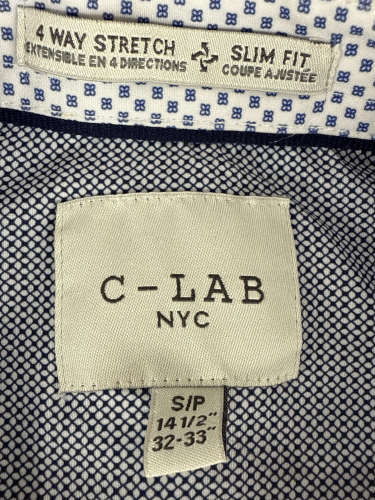 4 WAY STRETCH SLIM FIT
EXTENSIBLE EN 4 DIRECTIONS COUPE AJUSTÉE
C-LAB
NYC
S/P
14 1/2"
32-33"